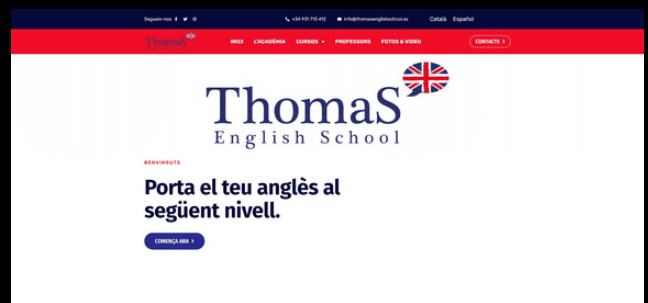 Segueix-nos
+34 931 713 412
info@thomasenglishschool.es
Català Español
ThomaS
INICI L'ACADÈMIA CURSOS PROFESSORS FOTOS & VIDEO
CONTACTE >
ThomaS
English School
BENVINGUTS
Porta el teu anglès al
següent nivell.
COMENÇA ARA >